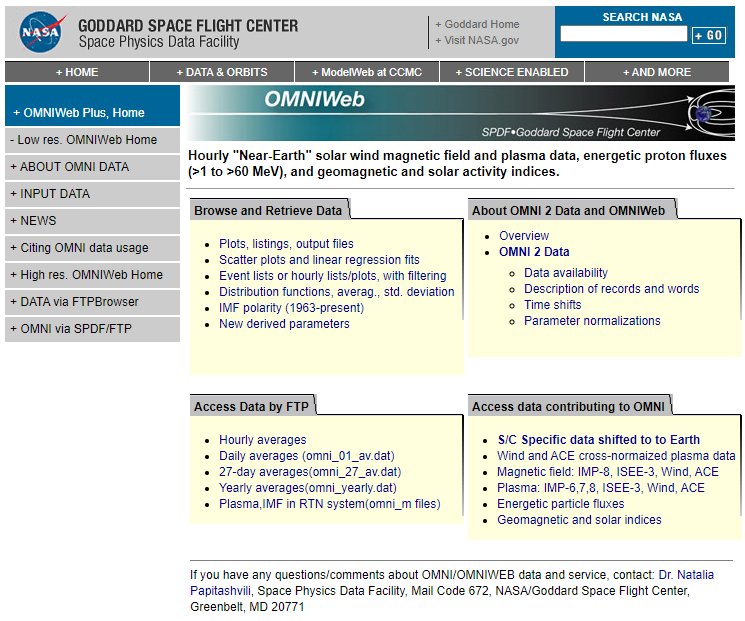 NASA
GODDARD SPACE FLIGHT CENTER
Space Physics Data Facility
+ Goddard Home
+ Visit NASA.gov
SEARCH NASA
+ GO
+ HOME
+ DATA & ORBITS
+ ModelWeb at CCMC
+ SCIENCE ENABLED
+ AND MORE
+ OMNIWeb Plus, Home
- Low res. OMNIWeb Home
+ ABOUT OMNI DATA
+ INPUT DATA
+ NEWS
+ Citing OMNI data usage
+ High res. OMNIWeb Home
+ DATA via FTPBrowser
+ OMNI via SPDF/FTP
OMNIWeb
SPDF•Goddard Space Flight Center
Hourly "Near-Earth" solar wind magnetic field and plasma data, energetic proton fluxes
(>1 to >60 MeV), and geomagnetic and solar activity indices.
Browse and Retrieve Data
• Plots, listings, output files
• Scatter plots and linear regression fits
• Event lists or hourly lists/plots, with filtering
• Distribution functions, averag., std. deviation
• IMF polarity (1963-present)
• New derived parameters
About OMNI 2 Data and OMNIWeb
• Overview
• OMNI 2 Data
○ Data availability
○ Description of records and words
○ Time shifts
○ Parameter normalizations
Access Data by FTP
• Hourly averages
• Daily averages (omni_01_av.dat)
• 27-day averages(omni_27_av.dat)
• Yearly averages(omni_yearly.dat)
• Plasma,IMF in RTN system(omni_m files)
Access data contributing to OMNI
• S/C Specific data shifted to to Earth
• Wind and ACE cross-normaized plasma data
• Magnetic field: IMP-8, ISEE-3, Wind, ACE
• Plasma: IMP-6,7,8, ISEE-3, Wind, ACE
• Energetic particle fluxes
• Geomagnetic and solar indices
If you have any questions/comments about OMNI/OMNIWEB data and service, contact: Dr. Natalia
Papitashvili, Space Physics Data Facility, Mail Code 672, NASA/Goddard Space Flight Center,
Greenbelt, MD 20771